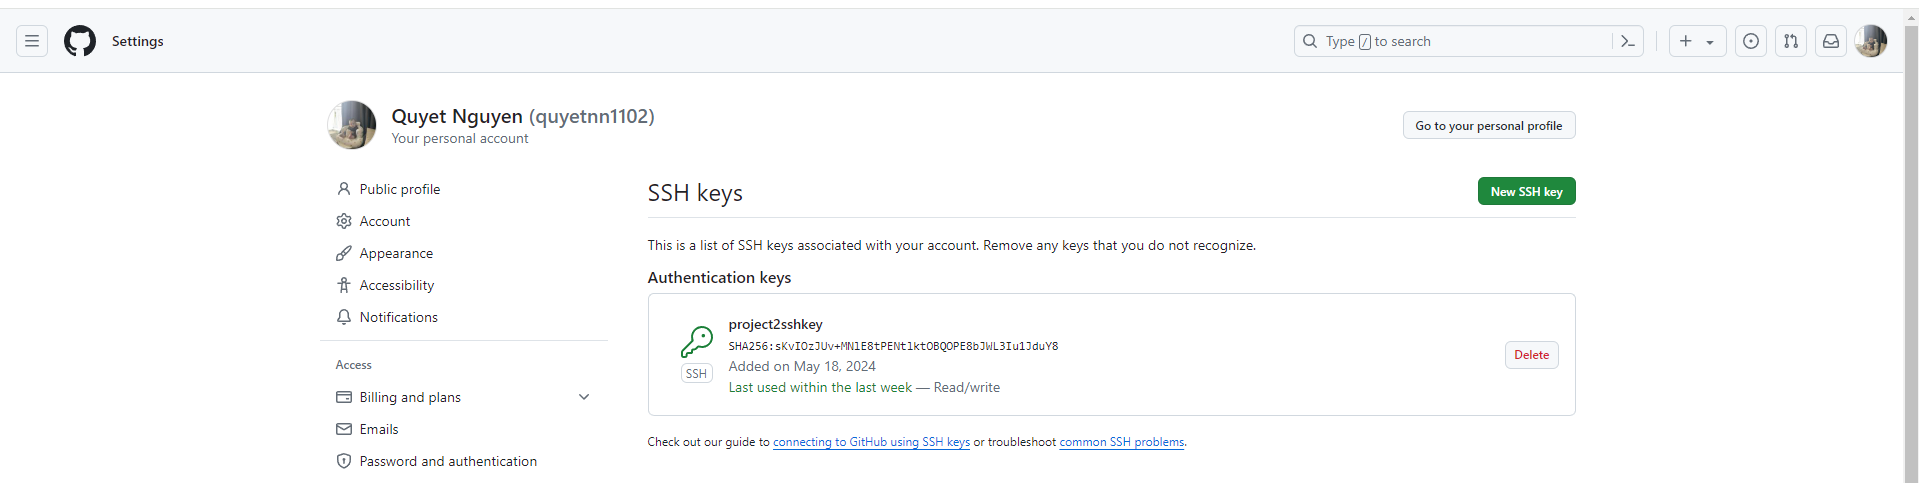 Settings
Type / to search
Quyet Nguyen (quyetnn1102)
Your personal account
Go to your personal profile
Public profile
Account
Appearance
Accessibility
Notifications
Access
Billing and plans
Emails
Password and authentication
SSH keys
New SSH key
This is a list of SSH keys associated with your account. Remove any keys that you do not recognize.
Authentication keys
project2sshkey
SHA256:sKvIOzJUv+MNlE8tPENtlktOBQOPE8bJWL3Iu1JduY8
Added on May 18, 2024
Last used within the last week — Read/write
SSH
Delete
Check out our guide to connecting to GitHub using SSH keys or troubleshoot common SSH problems.